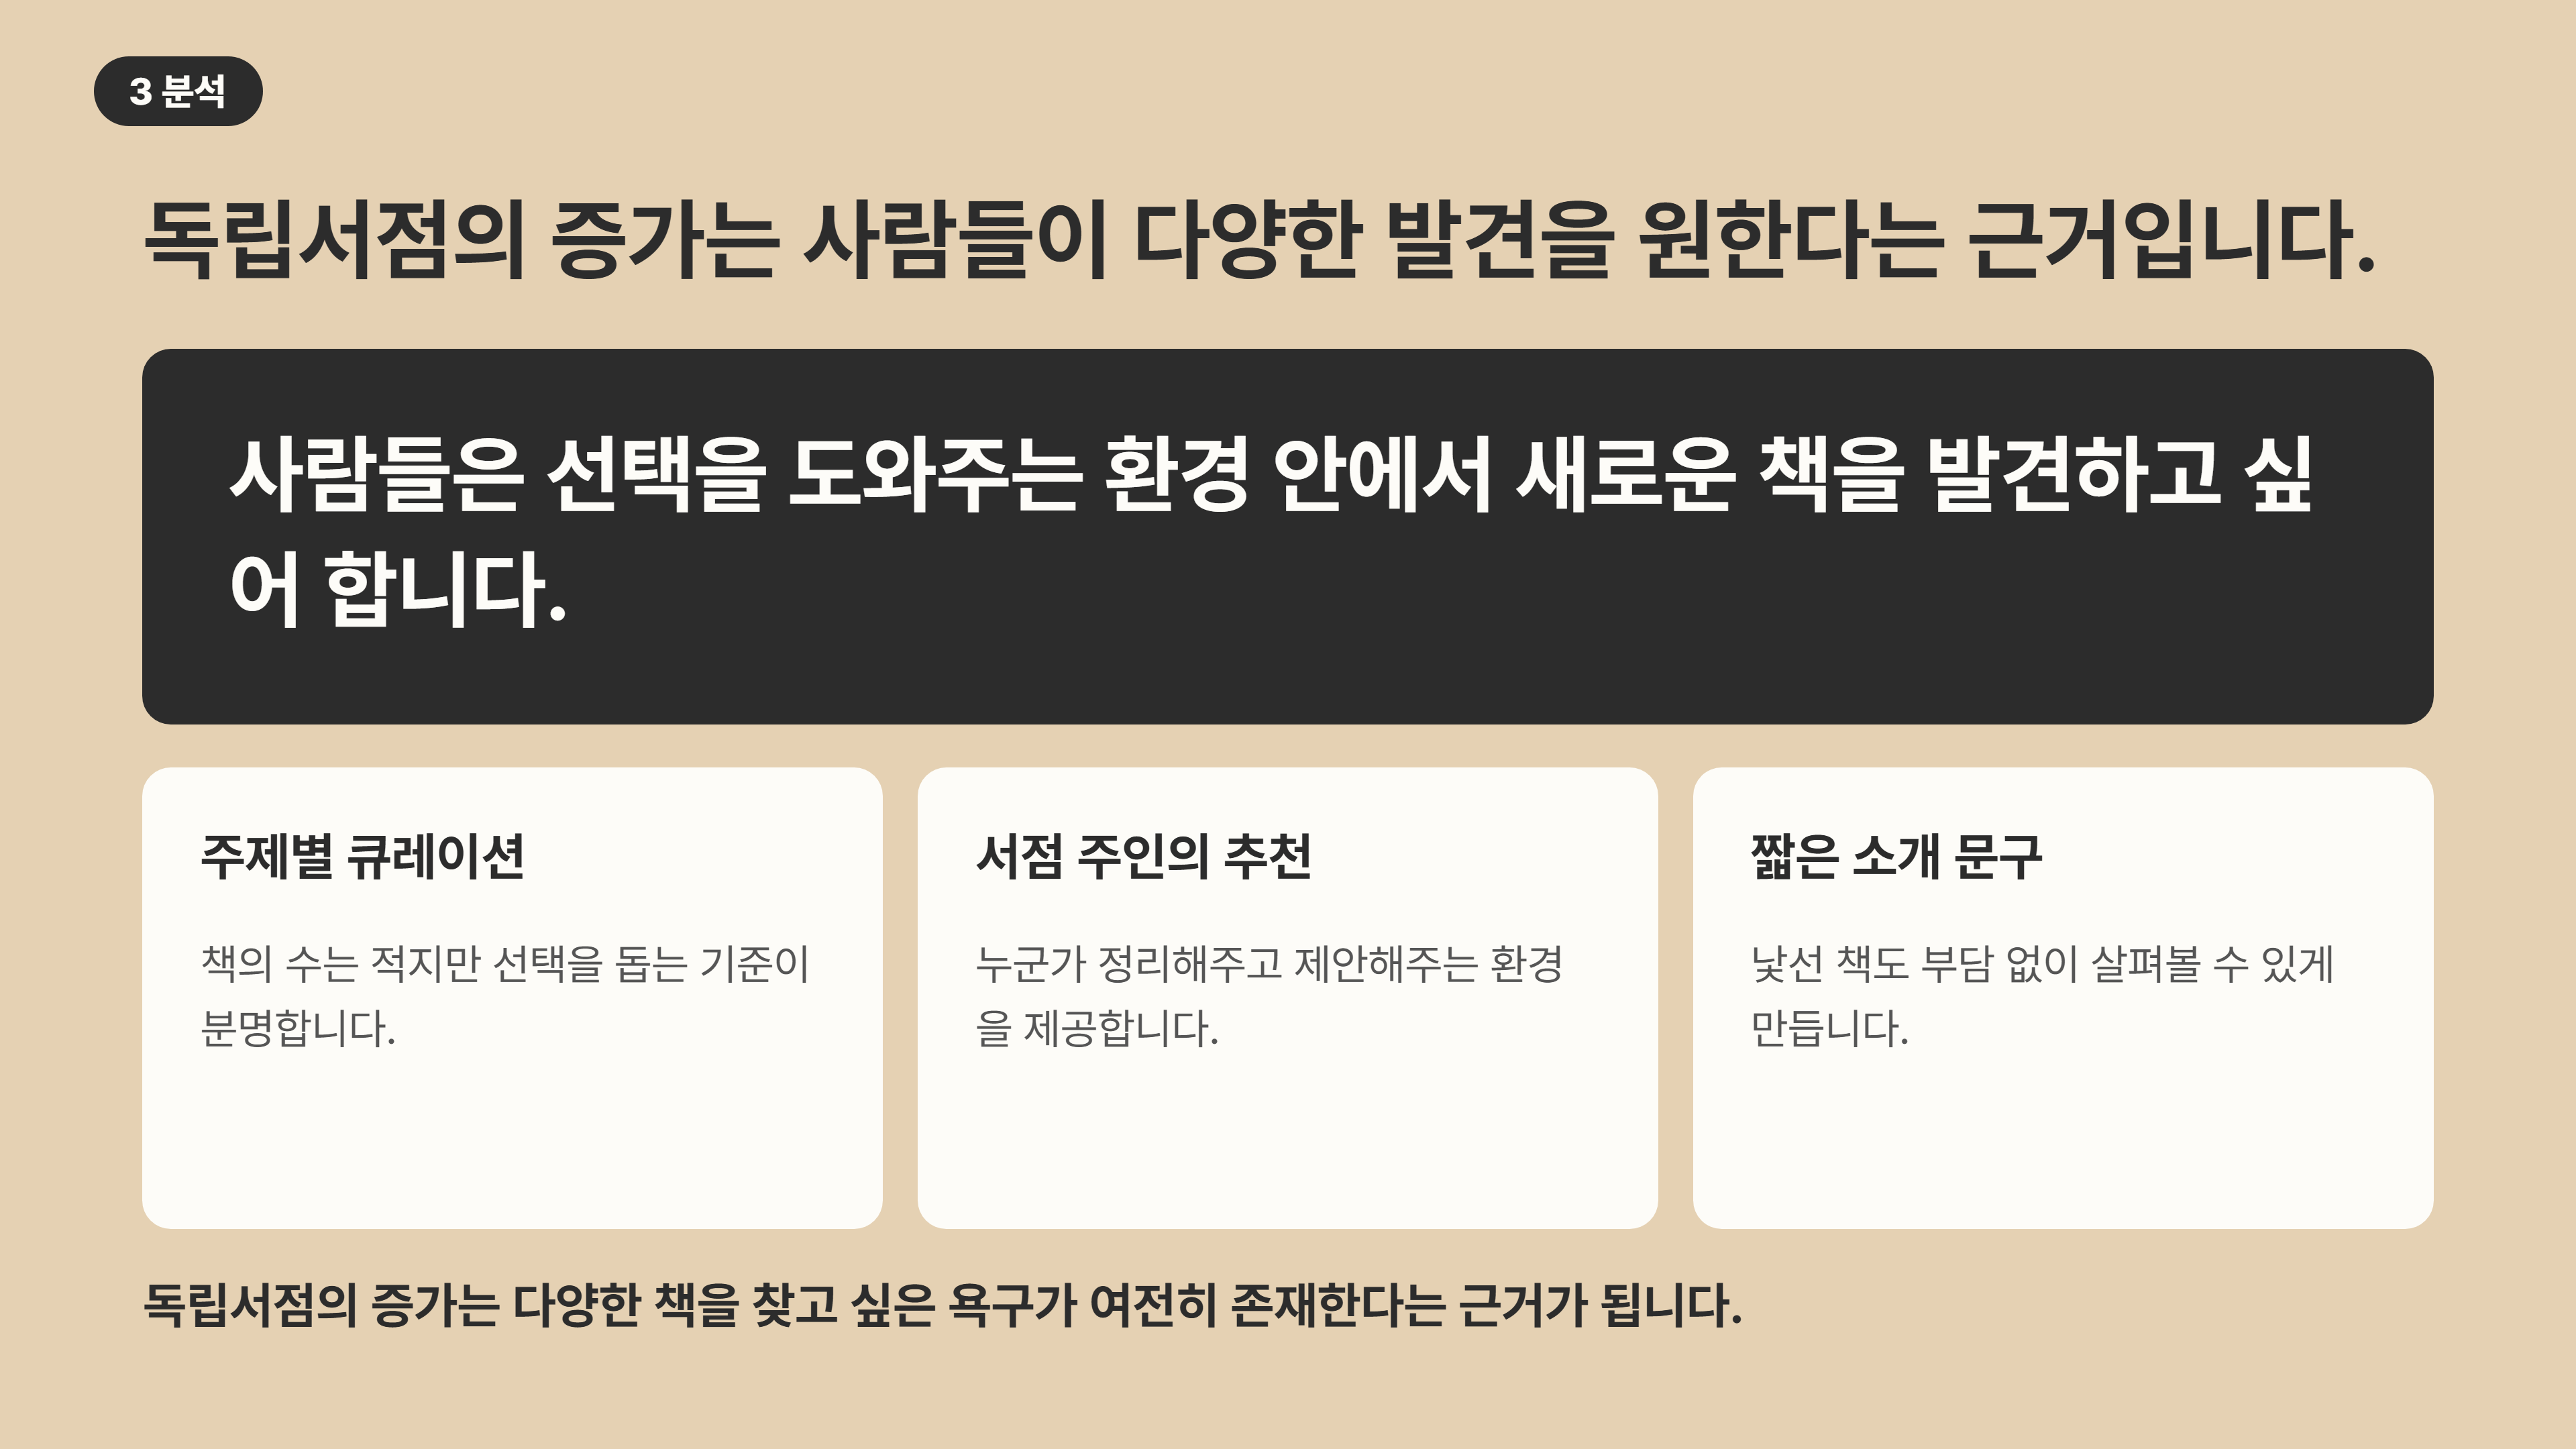 3 분석
독립서점의 증가는 사람들이 다양한 발견을 원한다는 근거입니다.
사람들은 선택을 도와주는 환경 안에서 새로운 책을 발견하고 싶
어 합니다.
주제별 큐레이션
책의 수는 적지만 선택을 돕는 기준이
분명합니다.
서점 주인의 추천
누군가 정리해주고 제안해주는 환경
을 제공합니다.
짧은 소개 문구
낯선 책도 부담 없이 살펴볼 수 있게
만듭니다.
독립서점의 증가는 다양한 책을 찾고 싶은 욕구가 여전히 존재한다는 근거가 됩니다.